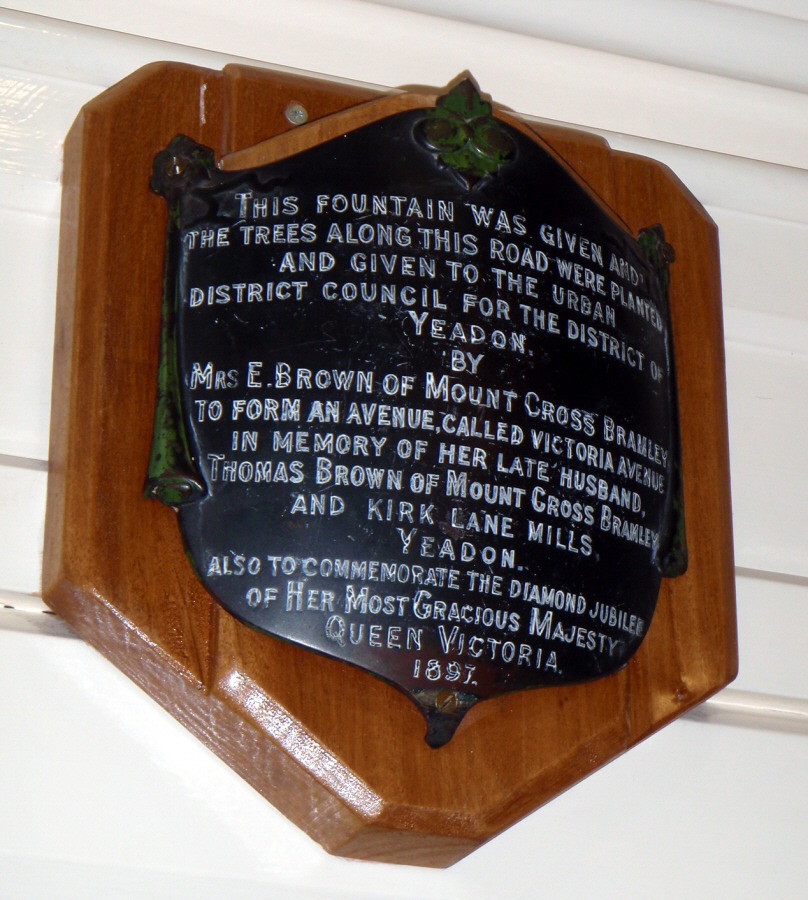 THIS FOUNTAIN WAS GIVEN AND
THE TREES ALONG THIS ROAD WERE PLANTED
AND GIVEN TO THE URBAN
DISTRICT COUNCIL FOR THE DISTRICT OF
YEADON.
BY
MRS E. BROWN OF MOUNT CROSS BRAMLEY
TO FORM AN AVENUE, CALLED VICTORIA AVENUE
IN MEMORY OF HER LATE HUSBAND,
THOMAS BROWN OF MOUNT CROSS BRAMLEY
AND KIRK LANE MILLS,
YEADON.
ALSO TO COMMEMORATE THE DIAMOND JUBILEE
OF HER MOST GRACIOUS MAJESTY
QUEEN VICTORIA.
1897.